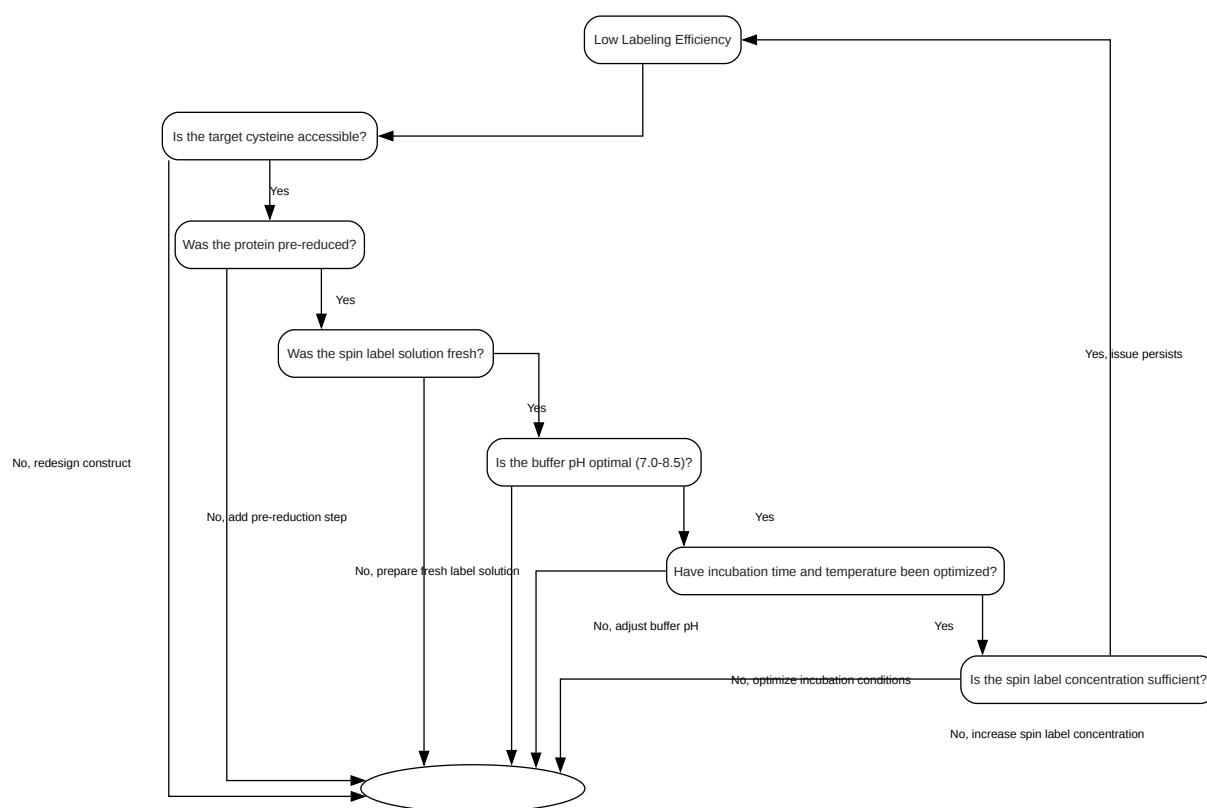 Low Labeling Efficiency
Is the target cysteine accessible?
Yes
Was the protein pre-reduced?
Yes
Was the spin label solution fresh?
Yes, issue persists
Yes
Is the buffer pH optimal (7.0-8.5)?
No, redesign construct
No, add pre-reduction step
Yes
No, prepare fresh label solution
Have incubation time and temperature been optimized?
No, adjust buffer pH
Yes
No, optimize incubation conditions
Is the spin label concentration sufficient?
No, increase spin label concentration